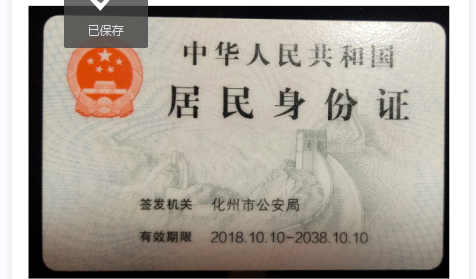 已保存
中华人民共和国
居民身份证
签发机关 化州市公安局
有效期限 2018.10.10-2038.10.10